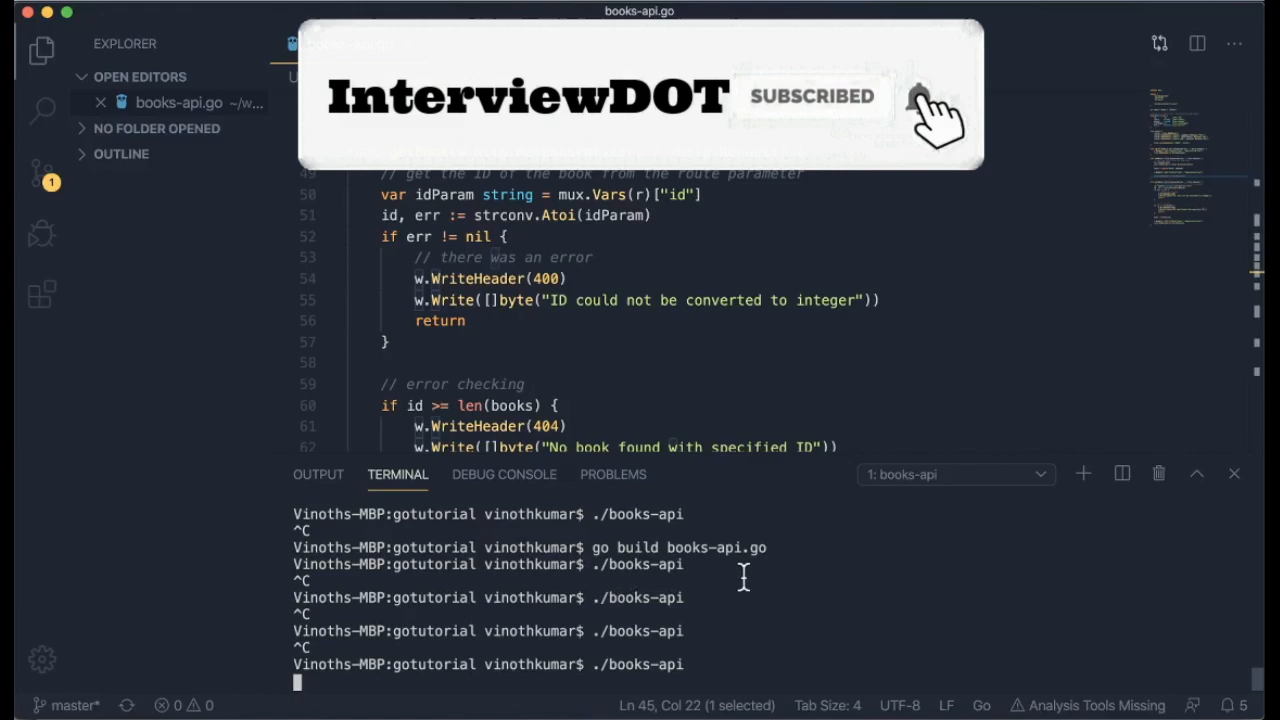 books-api.go
EXPLORER
InterviewDOT SUBSCRIBED
OPEN EDITORS
books-api.go ~/w...
NO FOLDER OPENED
OUTLINE
1
49 // get the ID of the book from the route parameter
50 var idParam string = mux.Vars(r)["id"]
51 id, err := strconv.Atoi(idParam)
52 if err != nil {
53 // there was an error
54 w.WriteHeader(400)
55 w.Write([]byte("ID could not be converted to integer"))
56 return
57 }
58
59 // error checking
60 if id >= len(books) {
61 w.WriteHeader(404)
62 w.Write([]byte("No book found with specified ID"))
OUTPUT TERMINAL DEBUG CONSOLE PROBLEMS 1: books-api
Vinoths-MBP:gotutorial vinothkumar$ ./books-api
^C
Vinoths-MBP:gotutorial vinothkumar$ go build books-api.go
Vinoths-MBP:gotutorial vinothkumar$ ./books-api
^C
Vinoths-MBP:gotutorial vinothkumar$ ./books-api
^C
Vinoths-MBP:gotutorial vinothkumar$ ./books-api
^C
Vinoths-MBP:gotutorial vinothkumar$ ./books-api
master* 0 0 Ln 45, Col 22 (1 selected) Tab Size: 4 UTF-8 LF Go Analysis Tools Missing 5